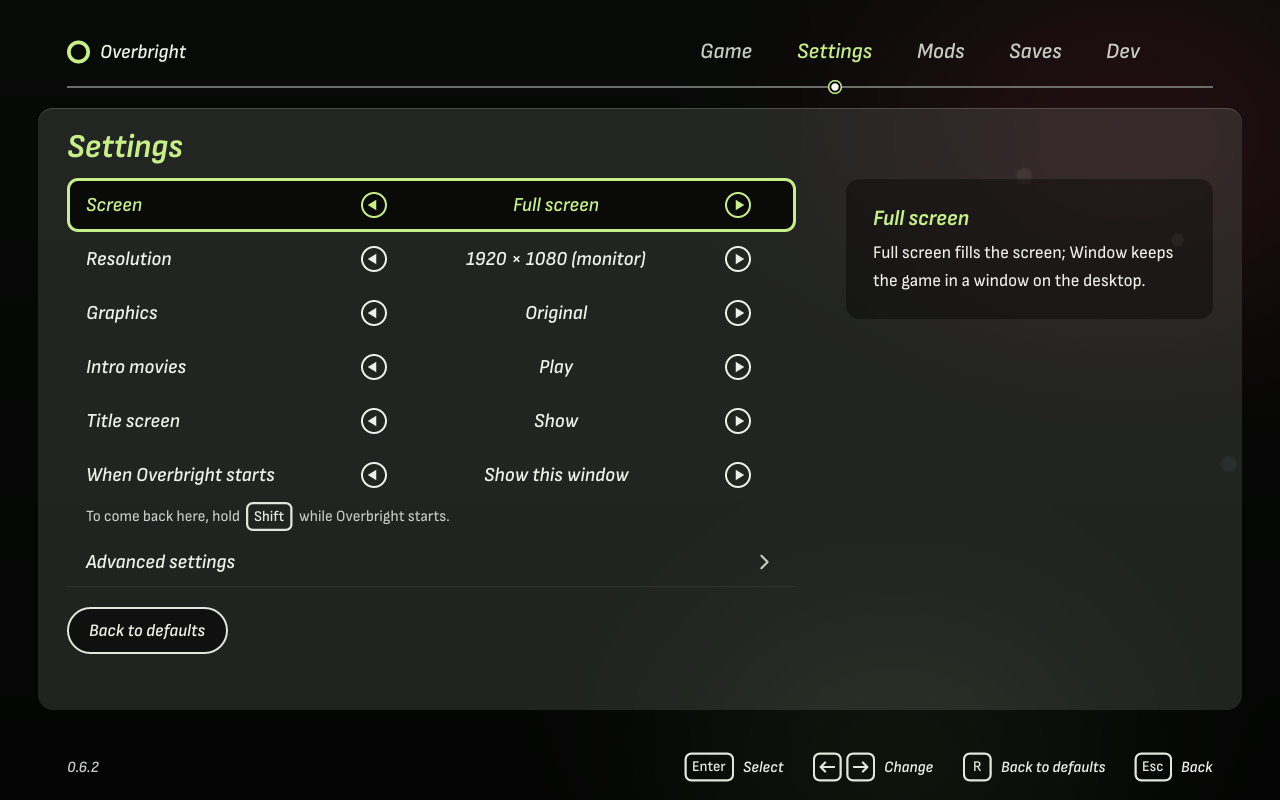 Overbright
Game Settings Mods Saves Dev
Settings
Screen Full screen
Resolution 1920 × 1080 (monitor)
Graphics Original
Intro movies Play
Title screen Show
When Overbright starts Show this window
To come back here, hold Shift while Overbright starts.
Advanced settings
Back to defaults
Full screen
Full screen fills the screen; Window keeps
the game in a window on the desktop.
0.6.2
Enter Select ← → Change R Back to defaults Esc Back